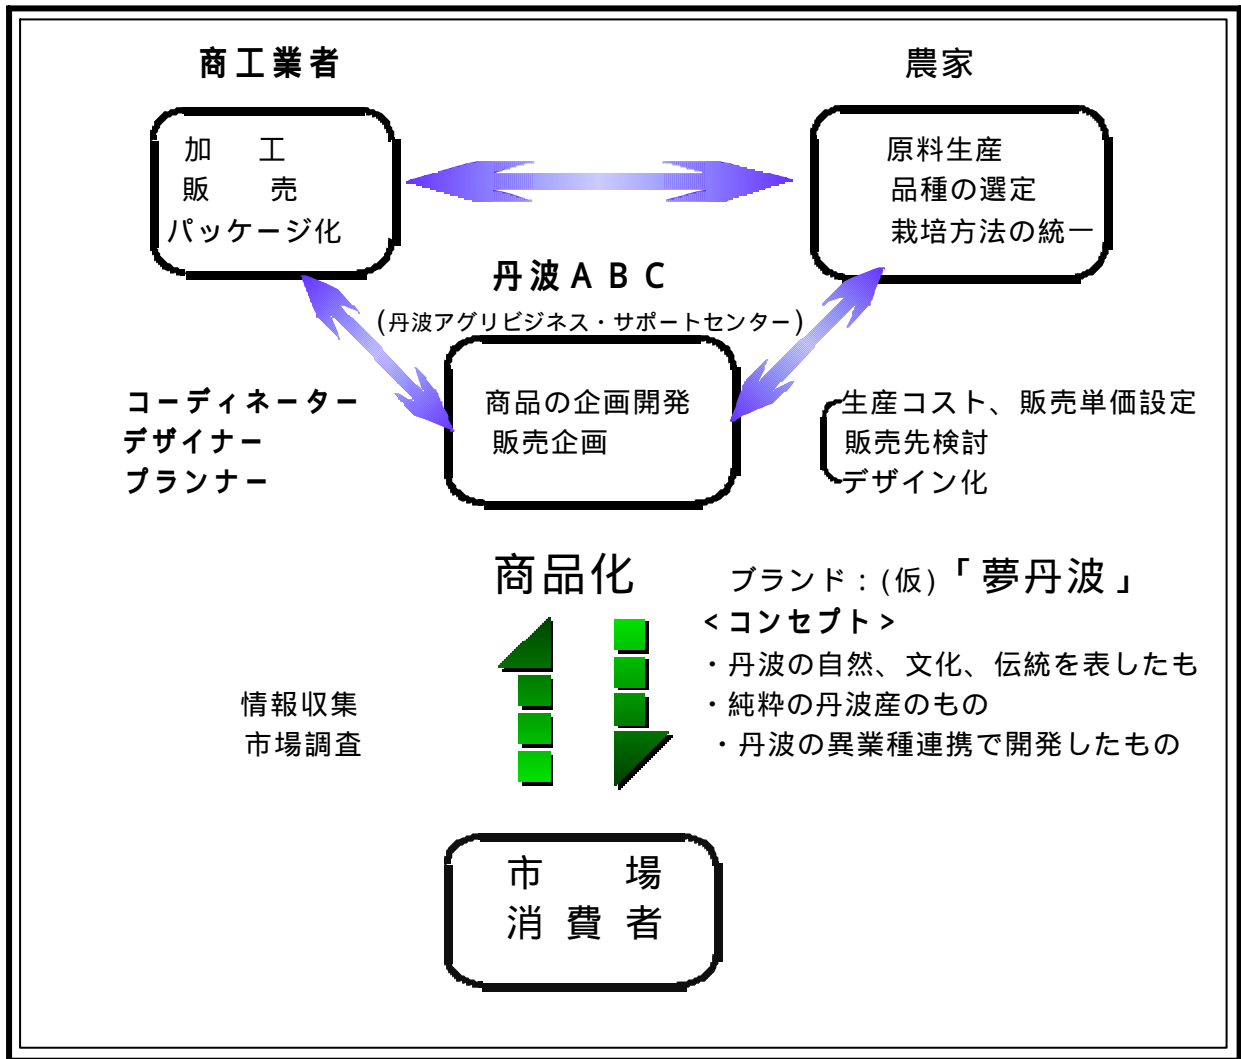 商工業者
農家
加　工
販　売
パッケージ化
原料生産
品種の選定
栽培方法の統一
丹波ＡＢＣ
(丹波アグリビジネス・サポートセンター)
コーディネーター
デザイナー
プランナー
商品の企画開発
販売企画
生産コスト、販売単価設定
販売先検討
デザイン化
商品化
ブランド：(仮)「夢丹波」
<コンセプト>
・丹波の自然、文化、伝統を表したも
・純粋の丹波産のもの
・丹波の異業種連携で開発したもの
情報収集
市場調査
市　場
消費者